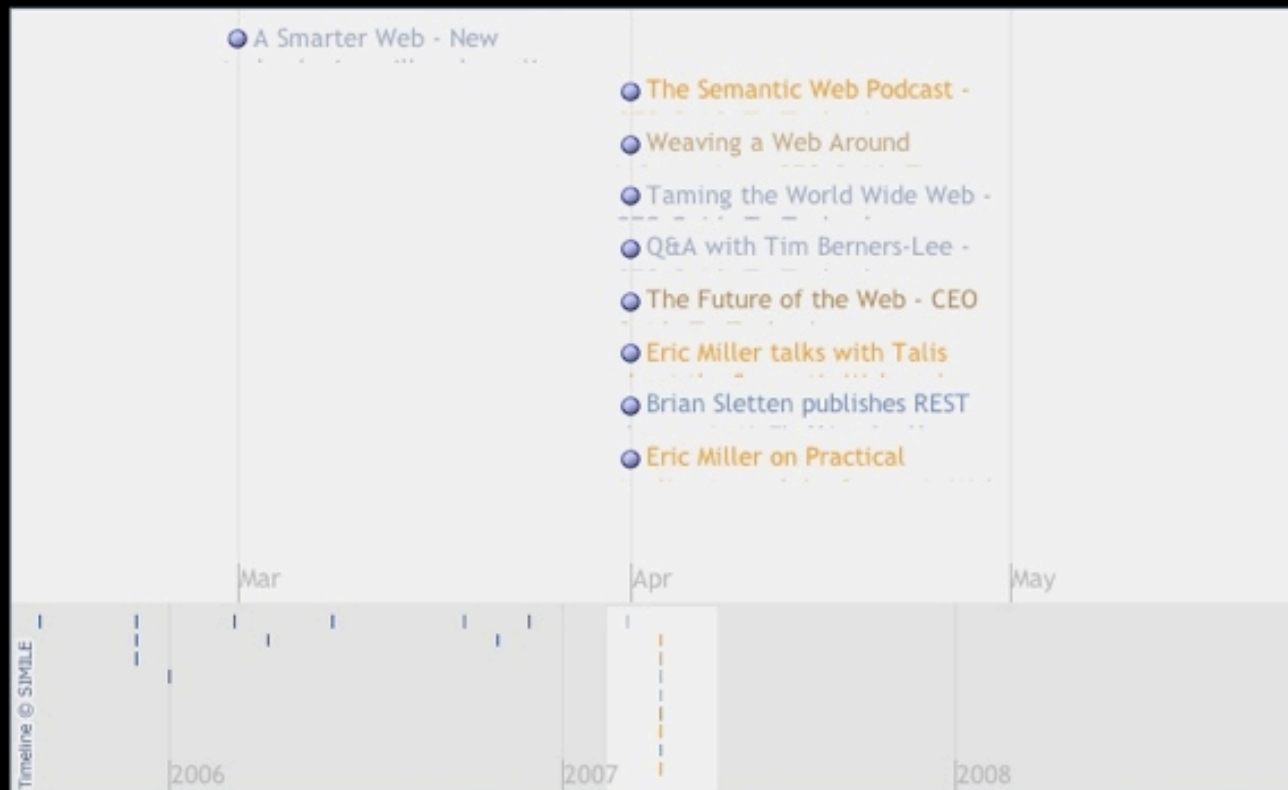 A Smarter Web - New
The Semantic Web Podcast -
Weaving a Web Around
Taming the World Wide Web -
Q&A with Tim Berners-Lee -
The Future of the Web - CEO
Eric Miller talks with Talis
Brian Sletten publishes REST
Eric Miller on Practical
Mar
Apr
May
Timeline © SIMILE
2006
2007
2008